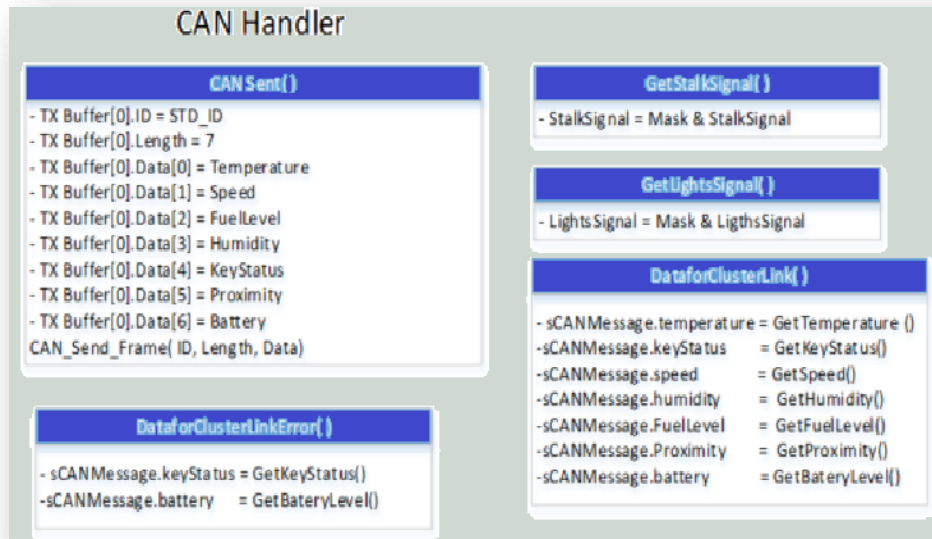 CAN Handler
CAN Sent()
- TX Buffer[0].ID = STD_ID
- TX Buffer[0].Length = 7
- TX Buffer[0].Data[0] = Temperature
- TX Buffer[0].Data[1] = Speed
- TX Buffer[0].Data[2] = FuelLevel
- TX Buffer[0].Data[3] = Humidity
- TX Buffer[0].Data[4] = KeyStatus
- TX Buffer[0].Data[5] = Proximity
- TX Buffer[0].Data[6] = Battery
CAN_Send_Frame( ID, Length, Data)
DataforClusterLinkError()
- sCANMessage.keyStatus = GetKeyStatus()
-sCANMessage.battery = GetBateryLevel()
GetStalkSignal()
- StalkSignal = Mask & StalkSignal
GetLightsSignal()
- LightsSignal = Mask & LigthsSignal
DataforClusterLink()
- sCANMessage.temperature = GetTemperature ()
-sCANMessage.keyStatus = GetKeyStatus()
-sCANMessage.speed = GetSpeed()
-sCANMessage.humidity = GetHumidity()
-sCANMessage.FuelLevel = GetFuelLevel()
-sCANMessage.Proximity = GetProximity()
-sCANMessage.battery = GetBateryLevel()